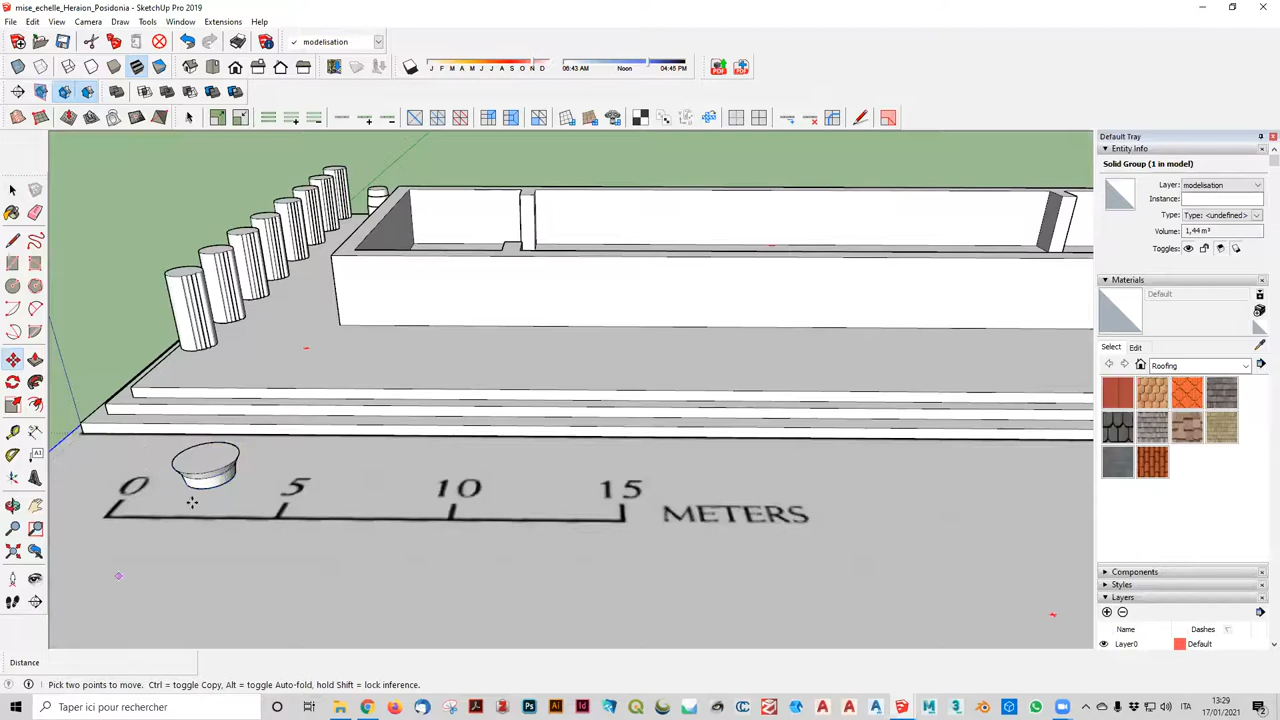 mise_echelle_Heraion_Posidonia - SketchUp Pro 2019
File Edit View Camera Draw Tools Window Extensions Help
modelisation
J F M A M J J A S O N D
06:43 AM Noon 04:45 PM
PDF PDF
Default Tray
Entity Info
Solid Group (1 in model)
Layer: modelisation
Instance:
Type: Type: <undefined>
Volume: 1,44 m³
Toggles:
Materials
Default
Select Edit
Roofing
0 5 10 15 METERS
Components
Styles
Layers
Name Dashes
Layer0 Default
Distance
Pick two points to move. Ctrl = toggle Copy, Alt = toggle Auto-fold, hold Shift = lock inference.
Taper ici pour rechercher
ITA
13:29
17/01/2021